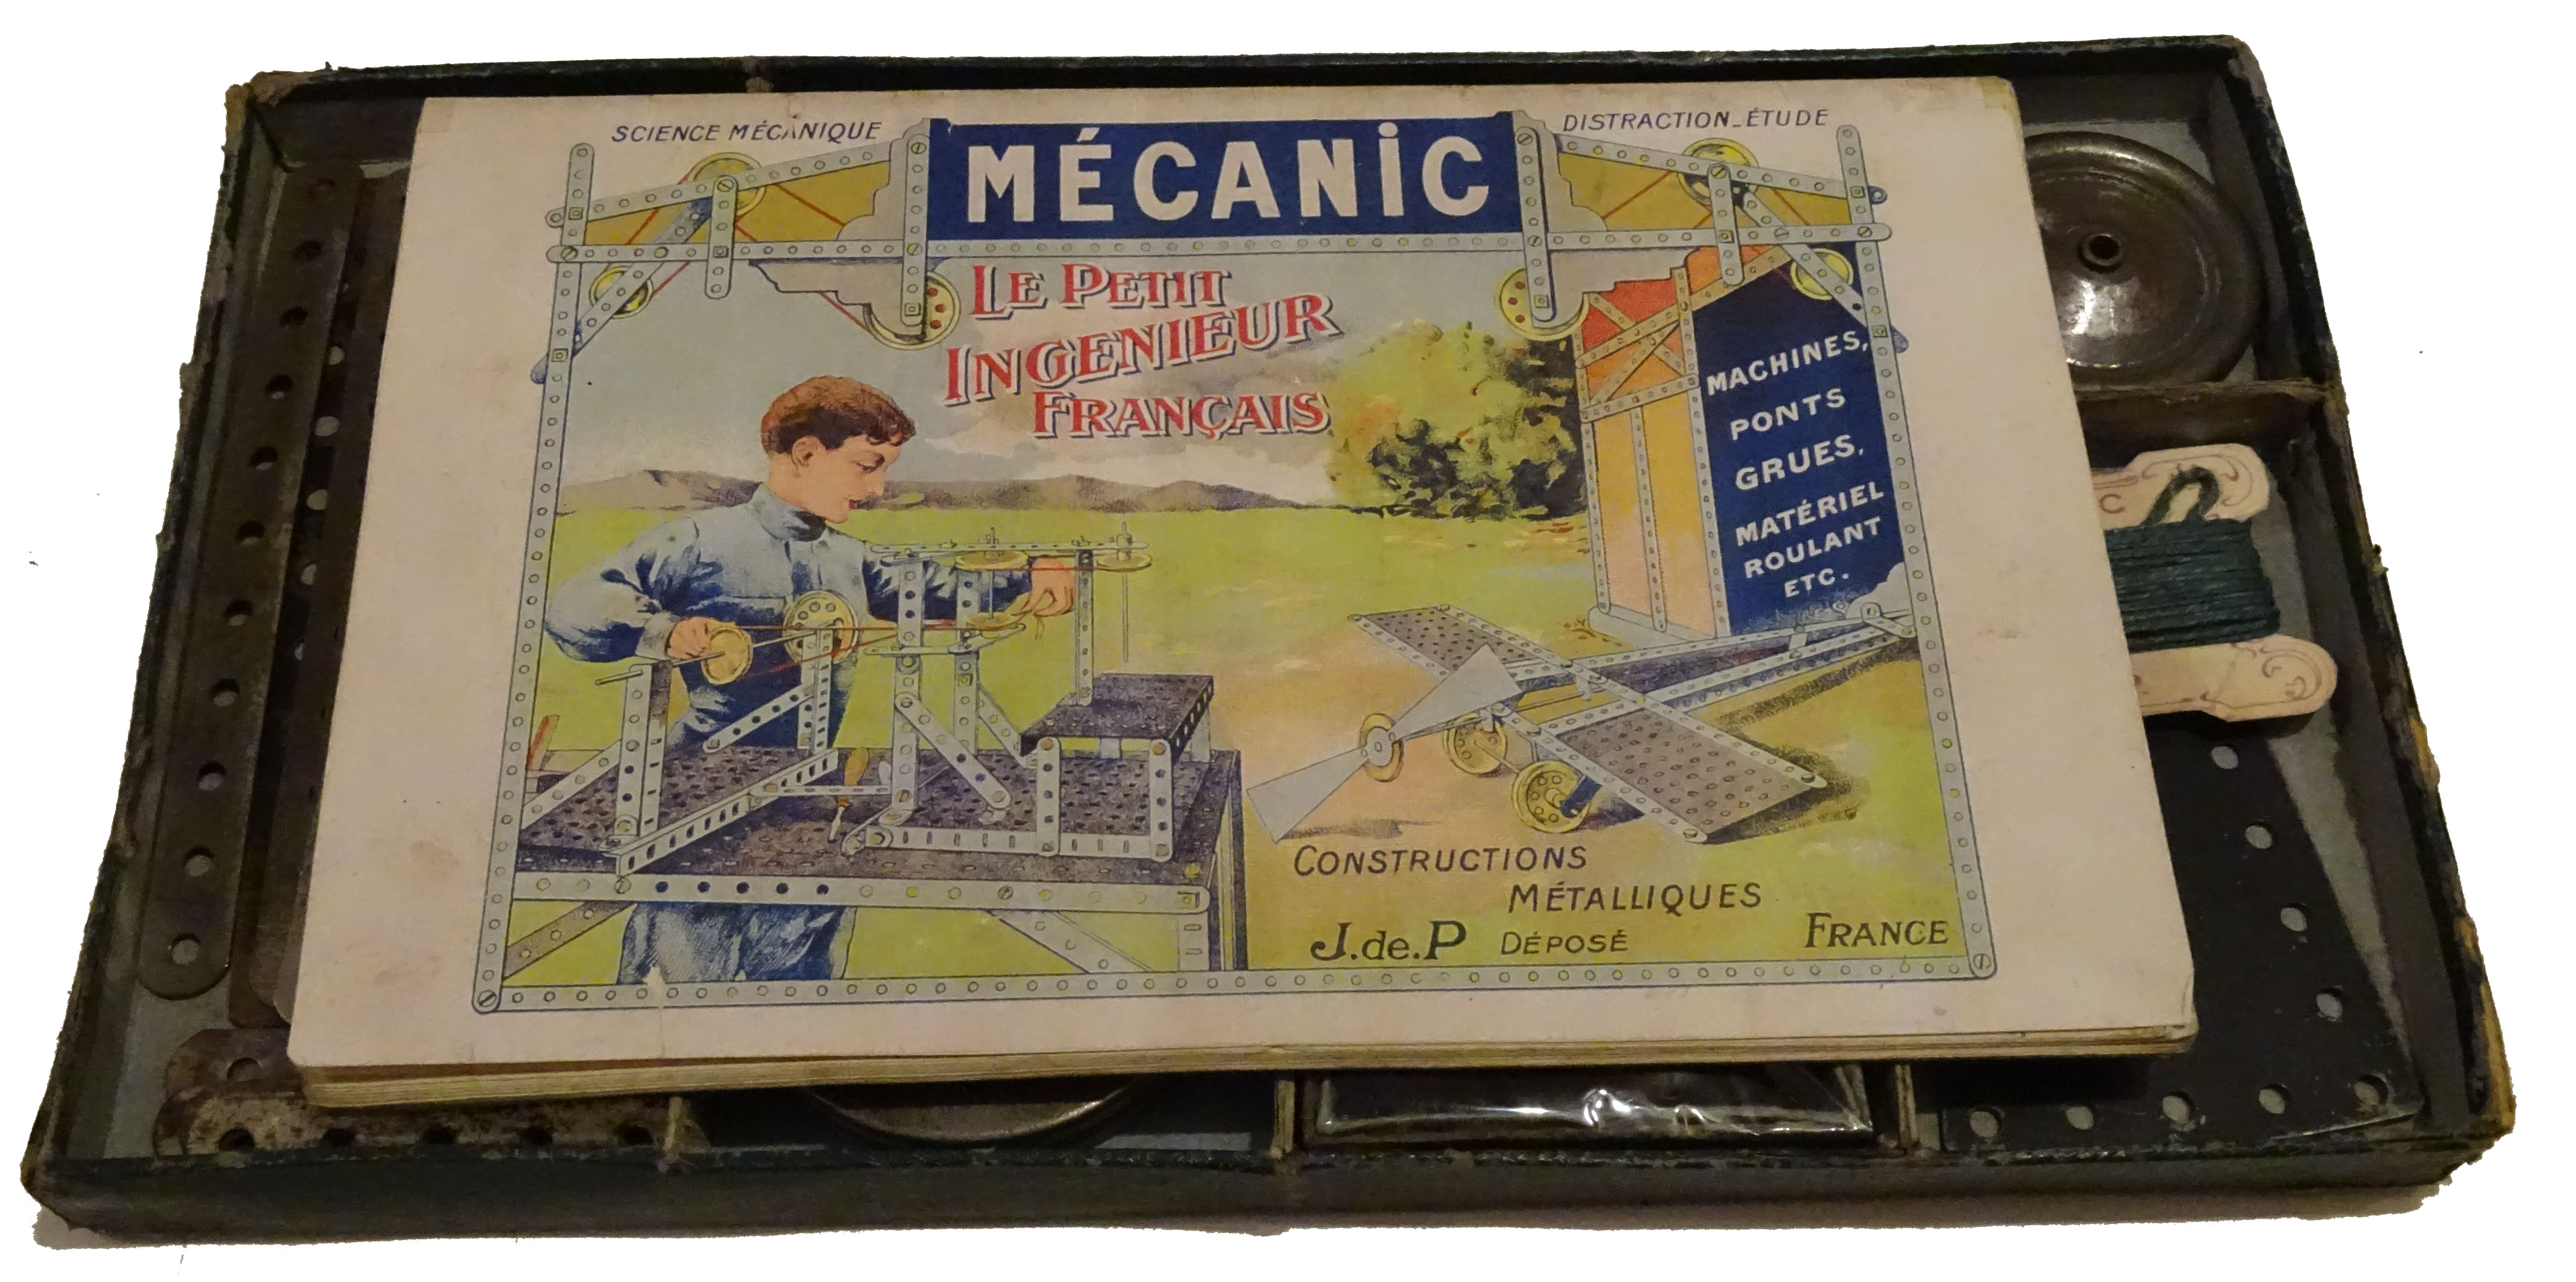 SCIENCE MÉCANIQUE
MÉCANIC
DISTRACTION_ÉTUDE
LE PETIT
INGENIEUR
FRANÇAIS
MACHINES,
PONTS
GRUES,
MATÉRIEL
ROULANT
ETC.
CONSTRUCTIONS
MÉTALLIQUES
J.de.P DÉPOSÉ FRANCE
C